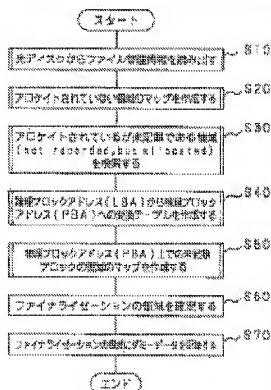 スタート
光ディスクからファイル管理情報を読み出す
S10
アロケイトされていない領域のマップを作成する
S20
アロケイトされているが未記録である領域
(not recorded,but allocated)
を検索する
S30
論理ブロックアドレス(LBA)から物理ブロック
アドレス(PBA)への変換テーブルを作成する
S40
物理ブロックアドレス(PBA)上での未記録
ブロックの領域のマップを作成する
S50
ファイナライゼーションの領域を確認する
S60
ファイナライゼーションの領域にダミーデータを記録する
S70
エンド